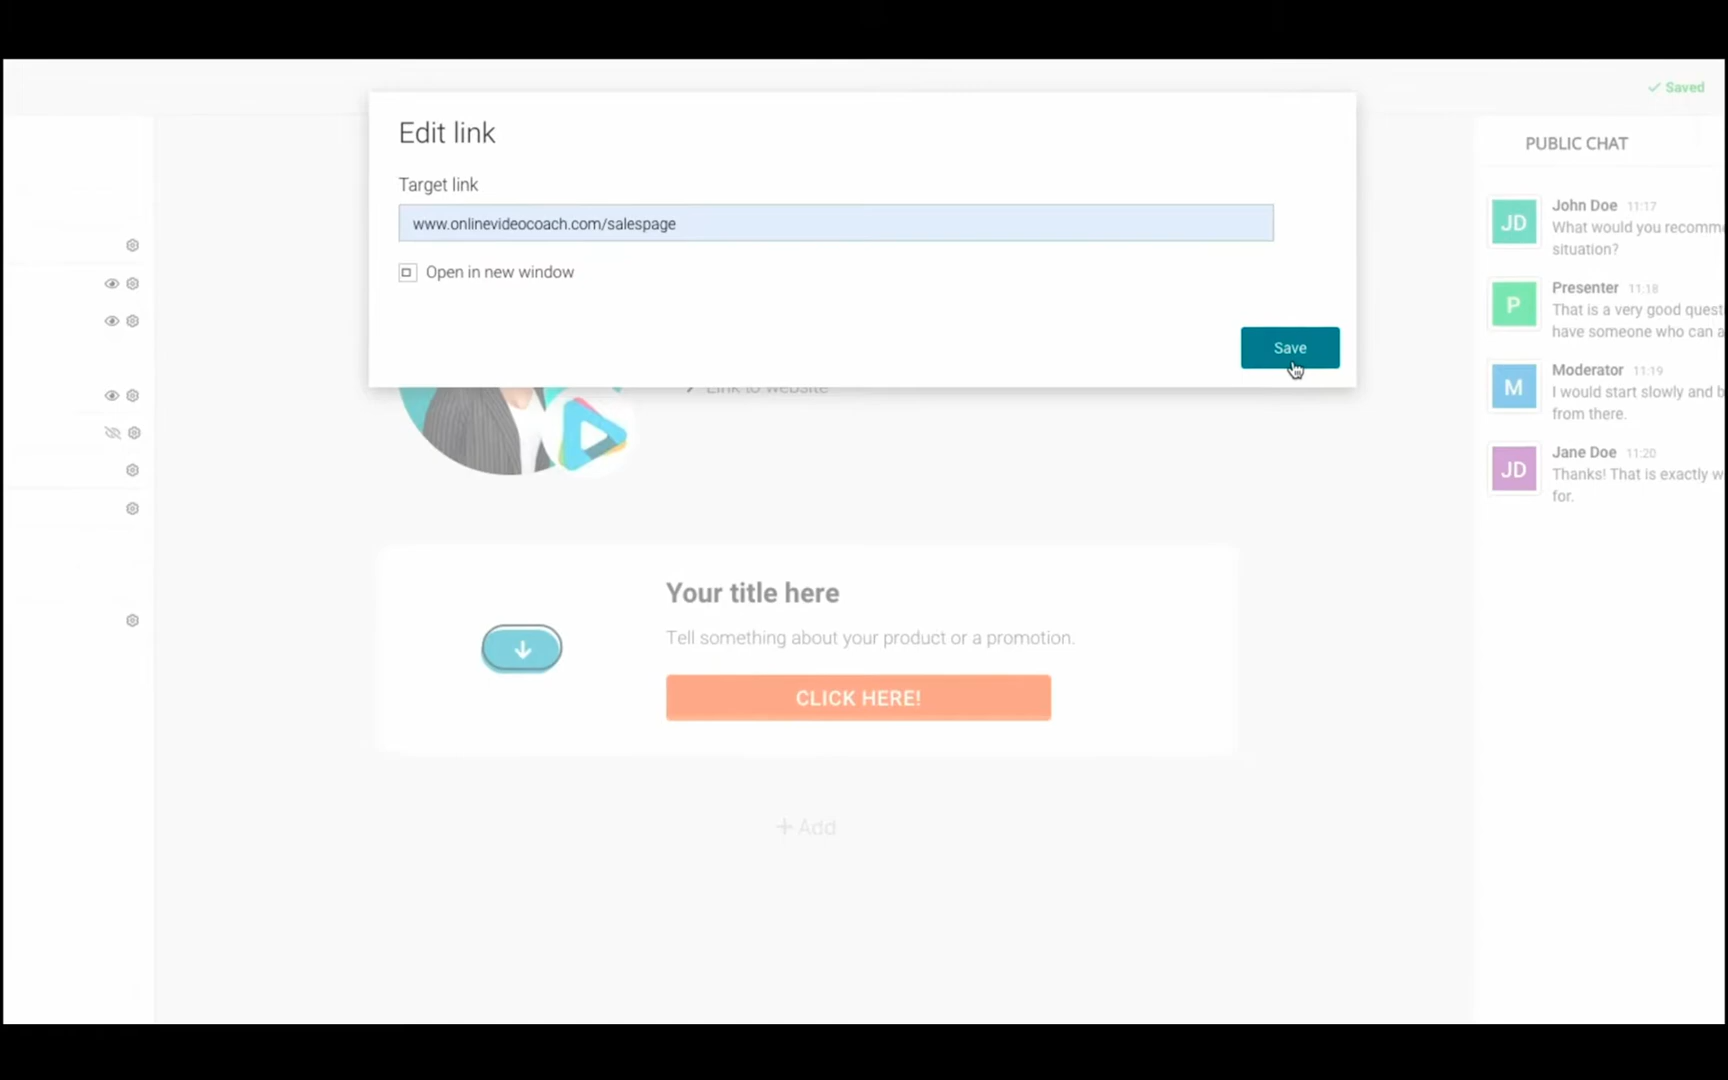 Saved
Edit link
Target link
www.onlinevideocoach.com/salespage
Open in new window
Save
Link to website
Your title here
Tell something about your product or a promotion.
CLICK HERE!
+ Add
PUBLIC CHAT
JD
John Doe 11:17
What would you recomm
situation?
P
Presenter 11:18
That is a very good quest
have someone who can a
M
Moderator 11:19
I would start slowly and b
from there.
JD
Jane Doe 11:20
Thanks! That is exactly w
for.